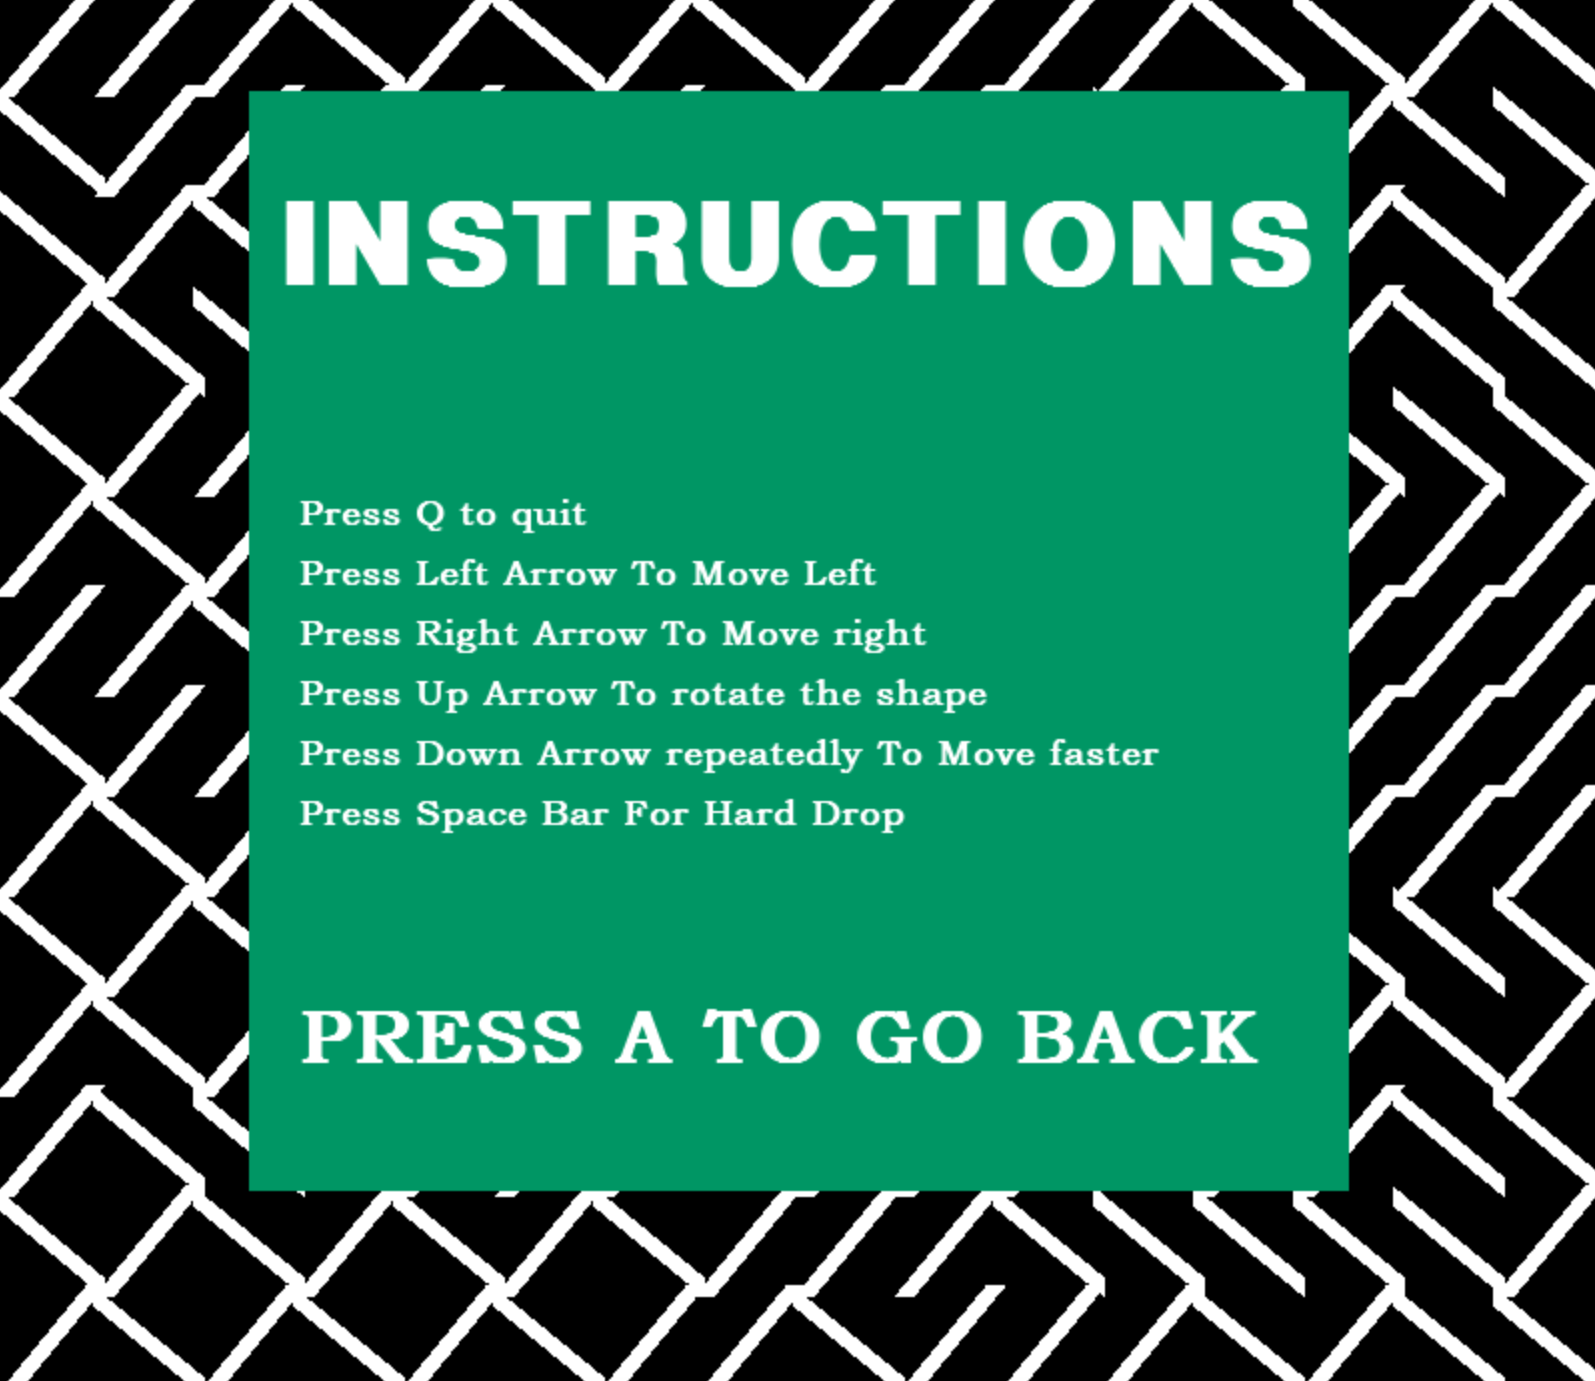 INSTRUCTIONS
Press Q to quit
Press Left Arrow To Move Left
Press Right Arrow To Move right
Press Up Arrow To rotate the shape
Press Down Arrow repeatedly To Move faster
Press Space Bar For Hard Drop
PRESS A TO GO BACK